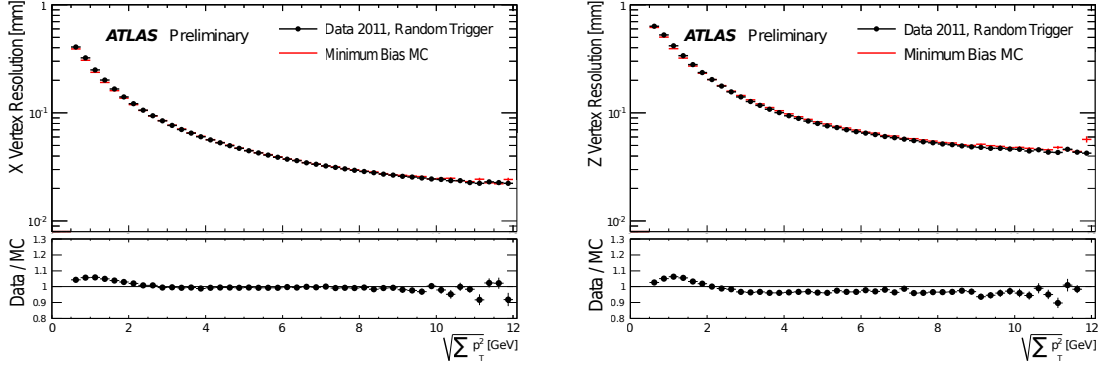 X Vertex Resolution [mm]
1
10⁻¹
10⁻²
ATLAS Preliminary
Data 2011, Random Trigger
Minimum Bias MC
Data / MC
1.3
1.2
1.1
1
0.9
0.8
0 2 4 6 8 10 12
√∑ p_T^2 [GeV]
Z Vertex Resolution [mm]
1
10⁻¹
10⁻²
ATLAS Preliminary
Data 2011, Random Trigger
Minimum Bias MC
Data / MC
1.3
1.2
1.1
1
0.9
0.8
0 2 4 6 8 10 12
√∑ p_T^2 [GeV]